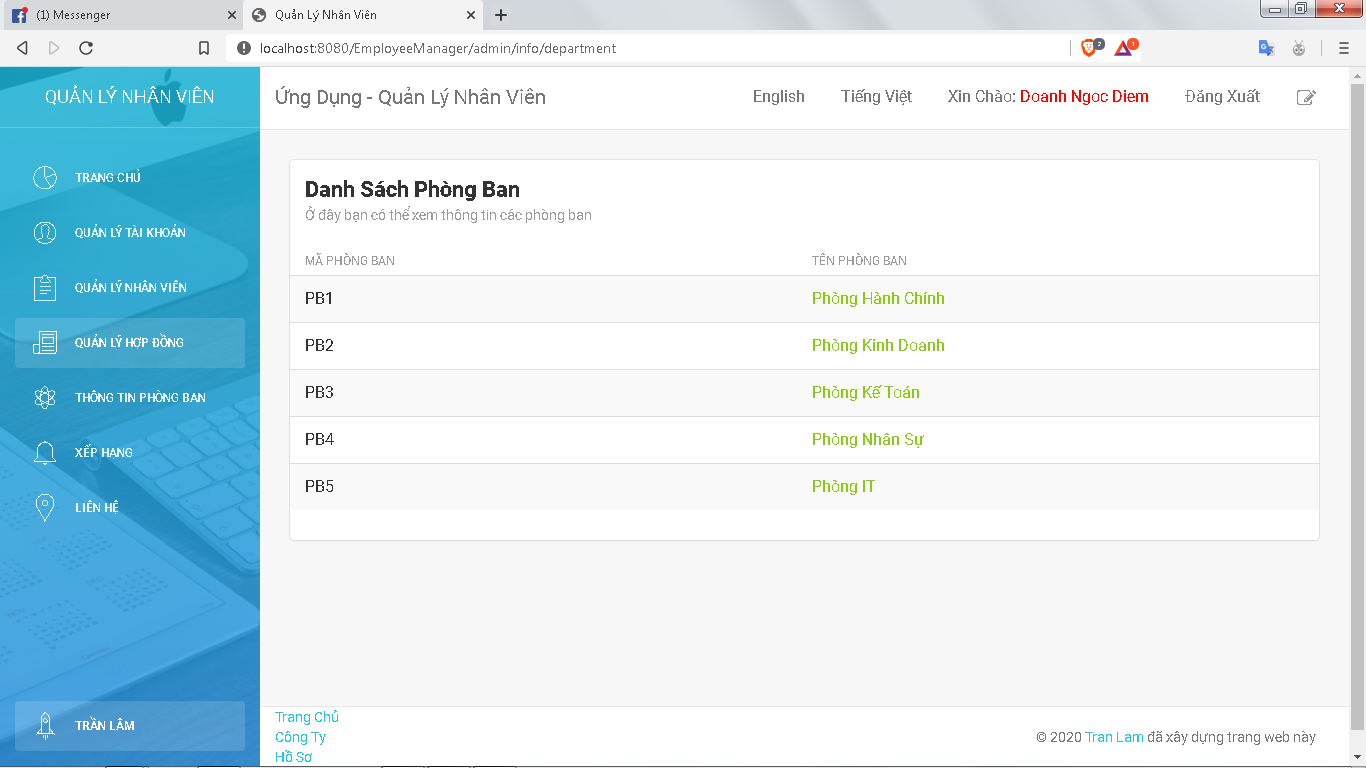 (1) Messenger
Quản Lý Nhân Viên
localhost:8080/EmployeeManager/admin/info/department
7
1
QUẢN LÝ NHÂN VIÊN
Ứng Dụng - Quản Lý Nhân Viên
English
Tiếng Việt
Xin Chào: Doanh Ngoc Diem
Đăng Xuất
TRANG CHỦ
QUẢN LÝ TÀI KHOẢN
QUẢN LÝ NHÂN VIÊN
QUẢN LÝ HỢP ĐỒNG
THÔNG TIN PHÒNG BAN
XẾP HẠNG
LIÊN HỆ
TRẦN LÂM
Danh Sách Phòng Ban
Ở đây bạn có thể xem thông tin các phòng ban
MÃ PHÒNG BAN TÊN PHÒNG BAN
PB1 Phòng Hành Chính
PB2 Phòng Kinh Doanh
PB3 Phòng Kế Toán
PB4 Phòng Nhân Sự
PB5 Phòng IT
Trang Chủ
Công Ty
Hồ Sơ
© 2020 Tran Lam đã xây dựng trang web này